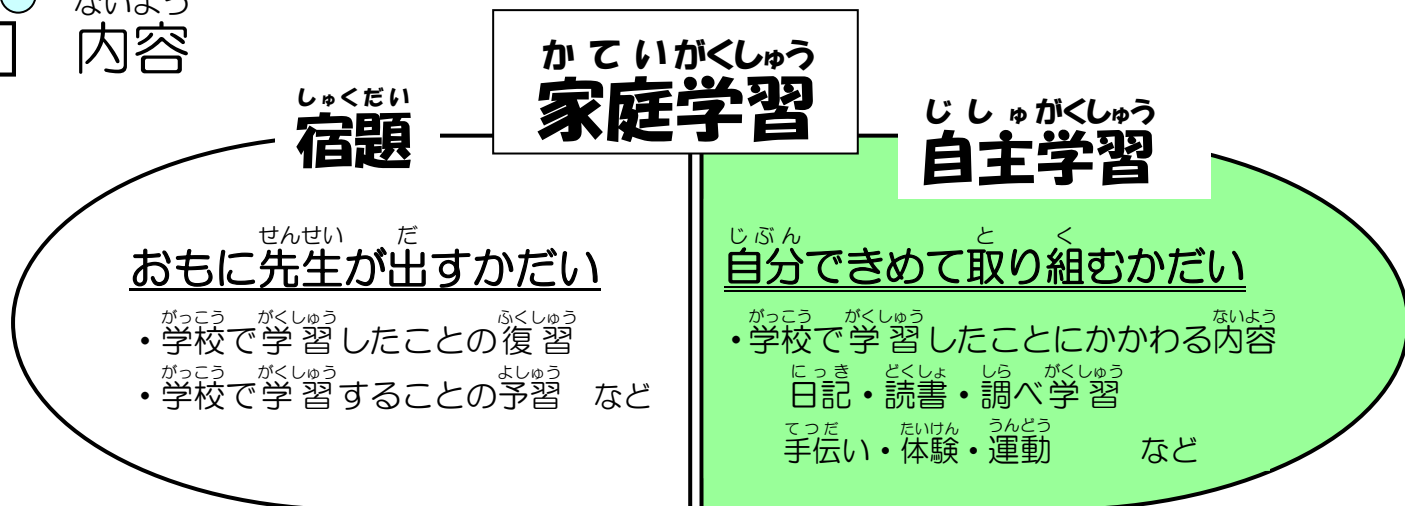 ないよう
内容
かていがくしゅう
家庭学習
しゅくだい
宿題
じしゅがくしゅう
自主学習
せんせい だ
おもに先生が出すかだい
がっこう がくしゅう ふくしゅう
・学校で学習したことの復習
がっこう がくしゅう よしゅう
・学校で学習することの予習 など
じぶん と く
自分できめて取り組むかだい
がっこう がくしゅう ないよう
・学校で学習したことにかかわる内容
にっき どくしょ しら がくしゅう
日記・読書・調べ学習
てつだ たいけん うんどう
手伝い・体験・運動 など